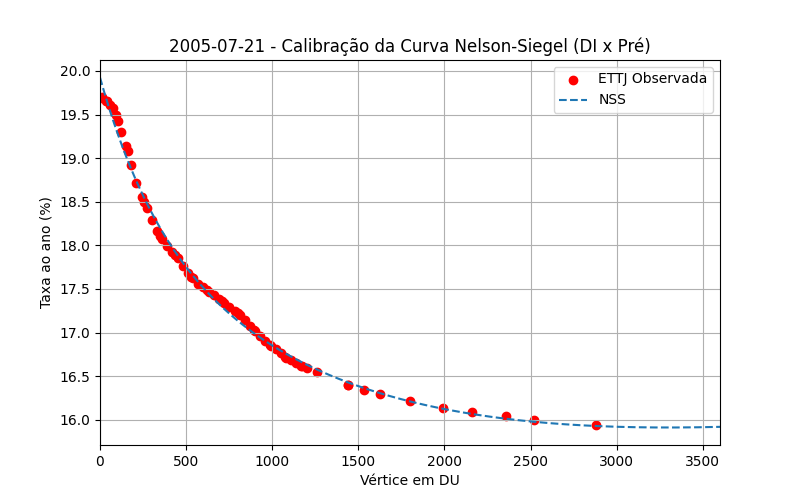 2005-07-21 - Calibração da Curva Nelson-Siegel (DI x Pré)
ETTJ Observada
NSS
Taxa ao ano (%)
20.0
19.5
19.0
18.5
18.0
17.5
17.0
16.5
16.0
0 500 1000 1500 2000 2500 3000 3500
Vértice em DU